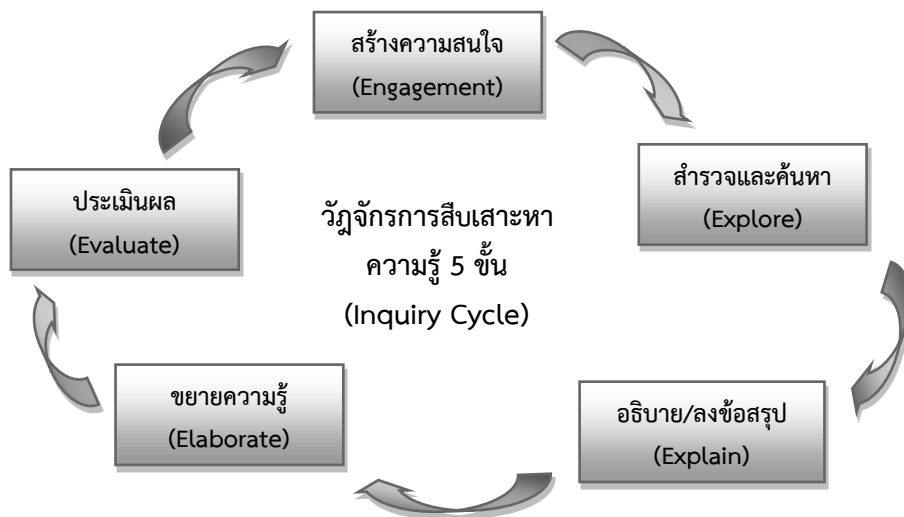 สร้างความสนใจ
(Engagement)
สำรวจและค้นหา
(Explore)
อธิบาย/ลงข้อสรุป
(Explain)
ขยายความรู้
(Elaborate)
ประเมินผล
(Evaluate)
วัฎจักรการสืบเสาะหา
ความรู้ 5 ขั้น
(Inquiry Cycle)